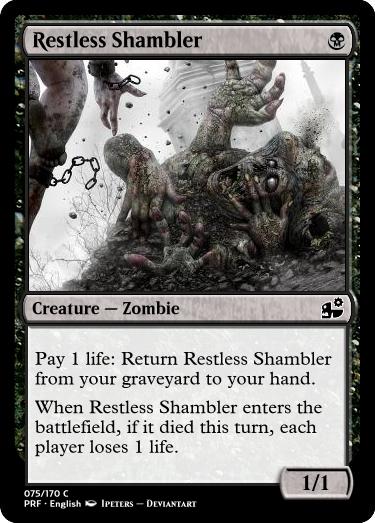 Restless Shambler
Creature — Zombie
Pay 1 life: Return Restless Shambler
from your graveyard to your hand.
When Restless Shambler enters the
battlefield, if it died this turn, each
player loses 1 life.
1/1
075/170 C
PRF • English IPETERS — DEVIANTART